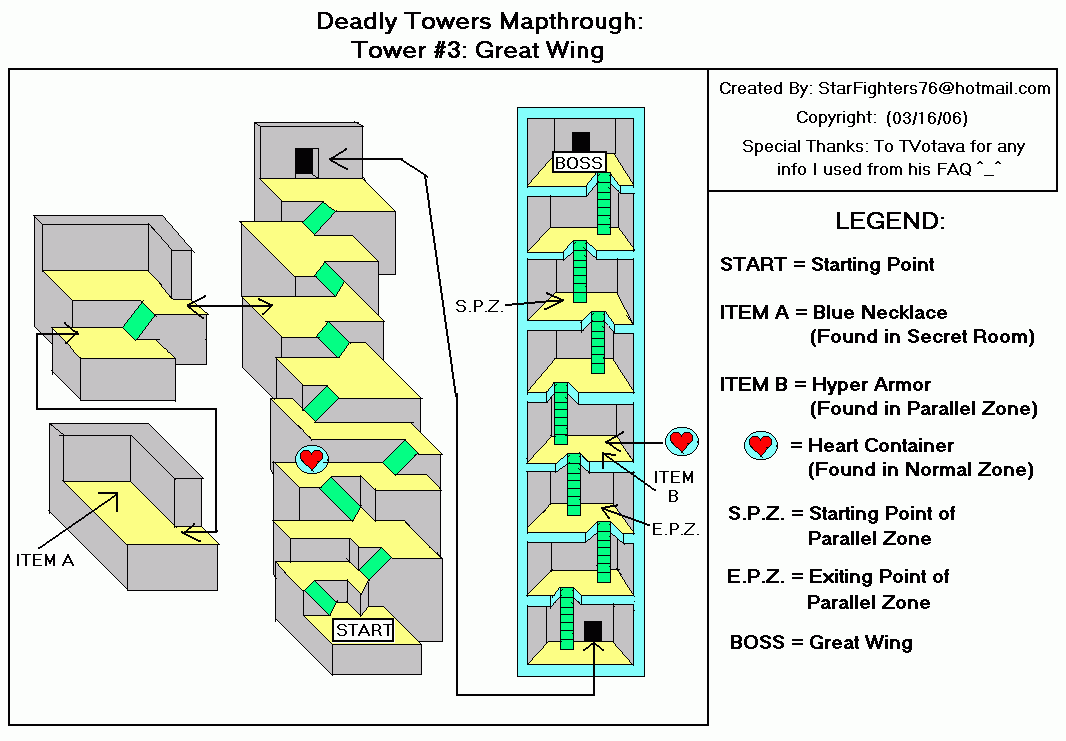 Deadly Towers Mapthrough:
Tower #3: Great Wing
Created By: StarFighters76@hotmail.com
Copyright: (03/16/06)
Special Thanks: To TVotava for any
info I used from his FAQ ^_^
BOSS
S.P.Z.
ITEM
B
E.P.Z.
ITEM A
START
LEGEND:
START = Starting Point
ITEM A = Blue Necklace
(Found in Secret Room)
ITEM B = Hyper Armor
(Found in Parallel Zone)
= Heart Container
(Found in Normal Zone)
S.P.Z. = Starting Point of
Parallel Zone
E.P.Z. = Exiting Point of
Parallel Zone
BOSS = Great Wing